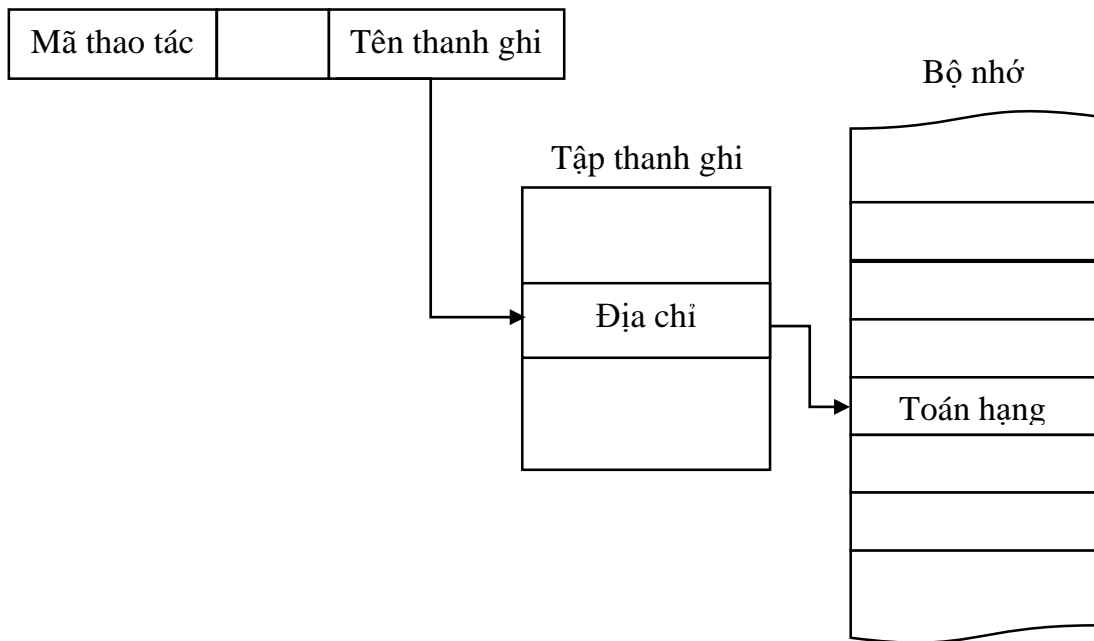 Mã thao tác
Tên thanh ghi
Bộ nhớ
Tập thanh ghi
Địa chỉ
Toán hạng